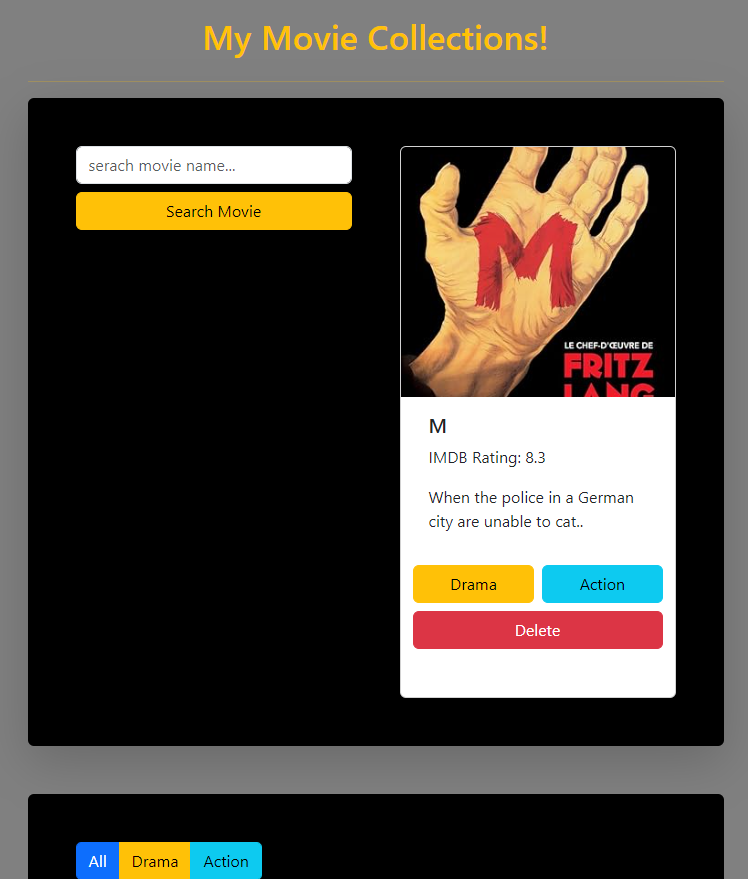 My Movie Collections!
serach movie name...
Search Movie
M
LE CHEF-D'ŒUVRE DE
FRITZ
LANG
M
IMDB Rating: 8.3
When the police in a German
city are unable to cat..
Drama
Action
Delete
All
Drama
Action